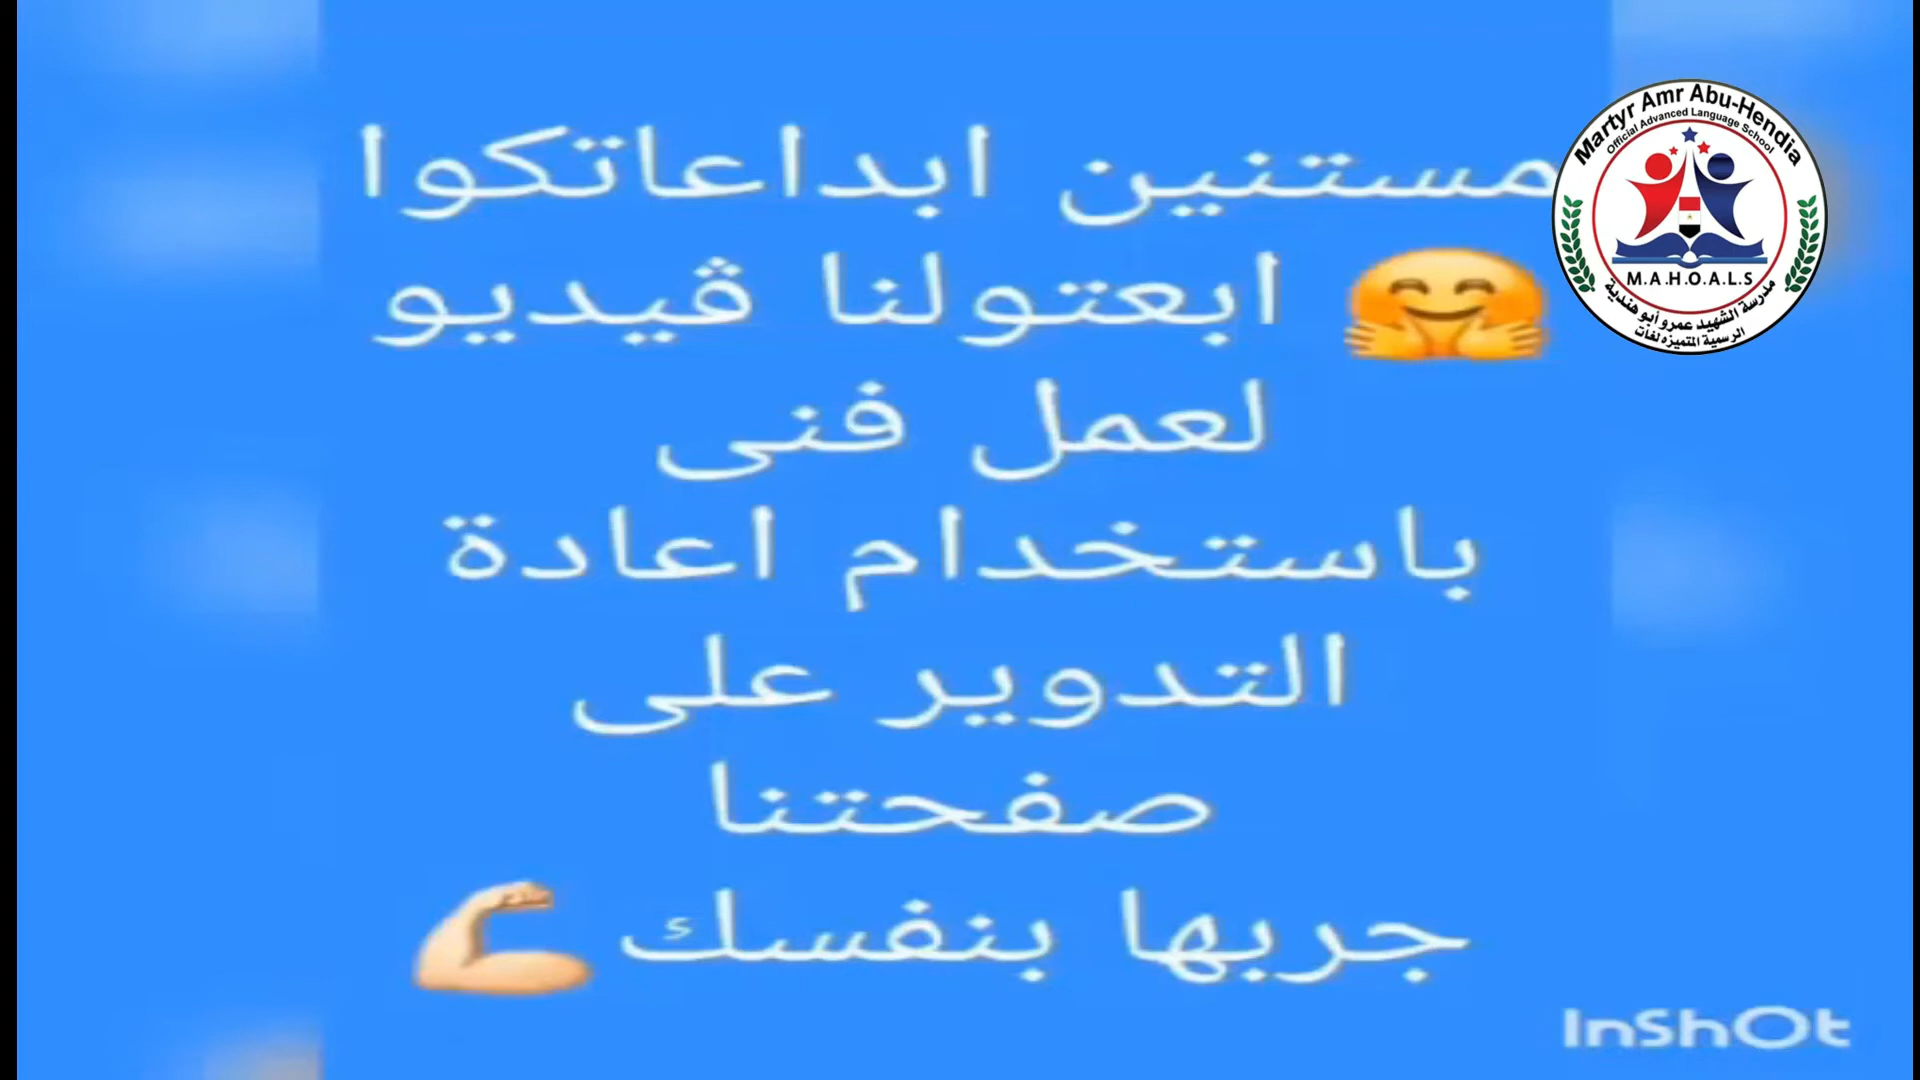 مستنين ابداعاتكوا
🤗 ابعتولنا ڤيديو
لعمل فنى
باستخدام اعادة
التدوير على
صفحتنا
جربها بنفسك💪🏻
Martyr Amr Abu-Hendia
Official Advanced Language School
M.A.H.O.A.L.S
مدرسة الشهيد عمرو أبو هندية
الرسمية المتميزه لغات
InShOt